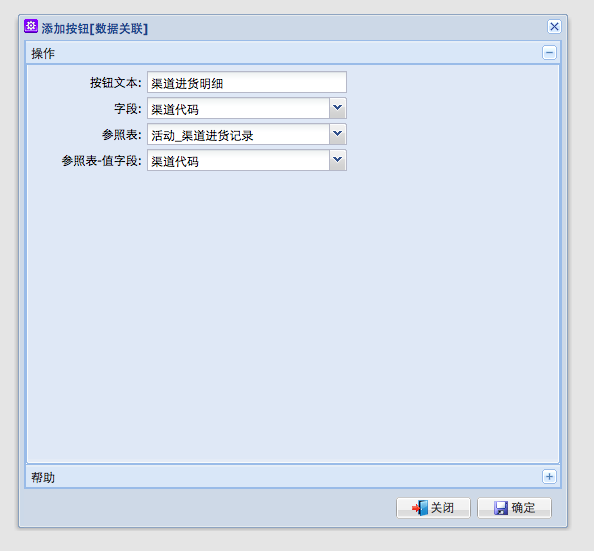 添加按钮[数据关联]
操作
按钮文本: 渠道进货明细
字段: 渠道代码
参照表: 活动_渠道进货记录
参照表-值字段: 渠道代码
帮助
关闭 确定